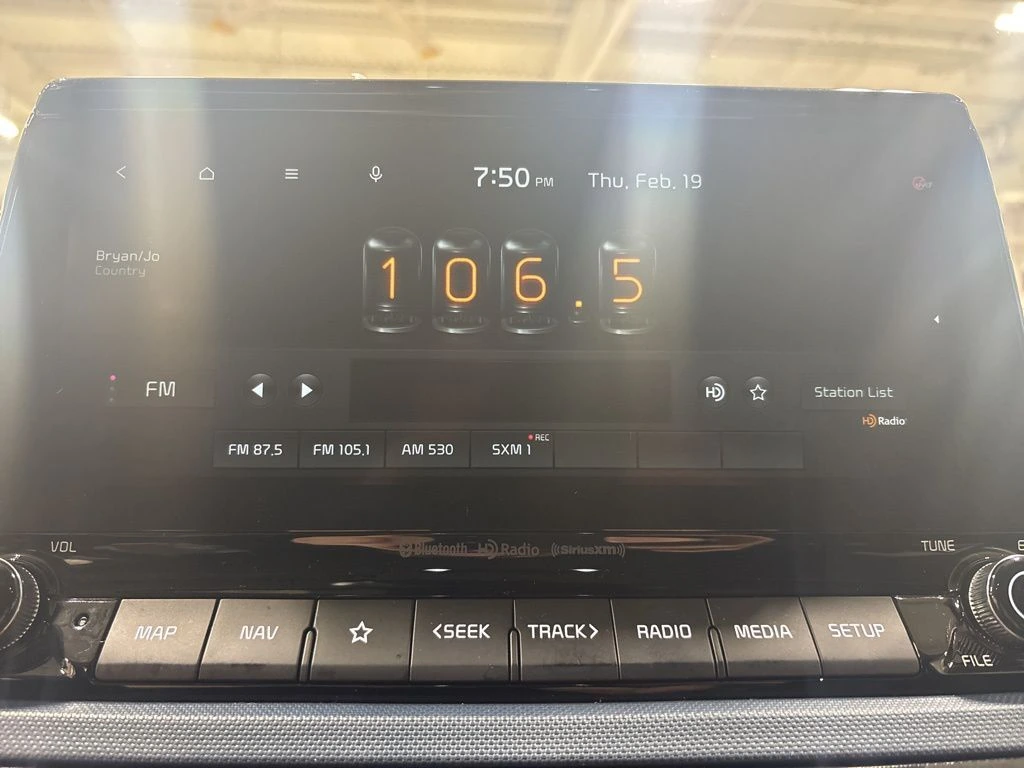 7:50 PM Thu, Feb. 19
Bryan/Jo
Country
106.5
FM
HD
Station List
HD Radio
FM 87.5 FM 105.1 AM 530 SXM 1 REC
VOL
Bluetooth HD Radio ((SiriusXM))
TUNE
MAP NAV <SEEK TRACK> RADIO MEDIA SETUP
FILE